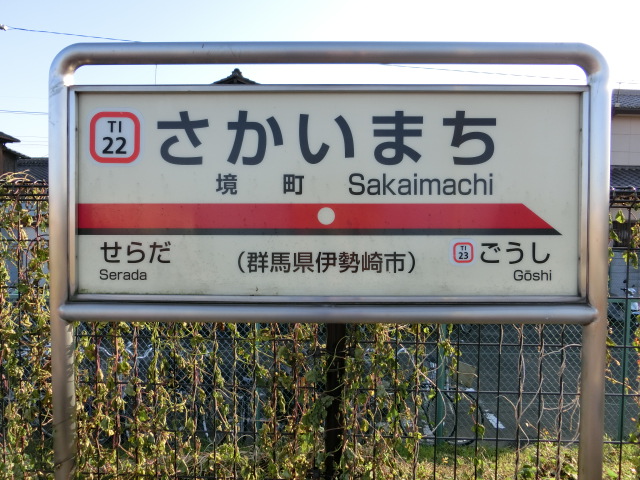 TI
22
さかいまち
境町 Sakaimachi
せらだ
Serada
（群馬県伊勢崎市）
TI
23
ごうし
Gōshi